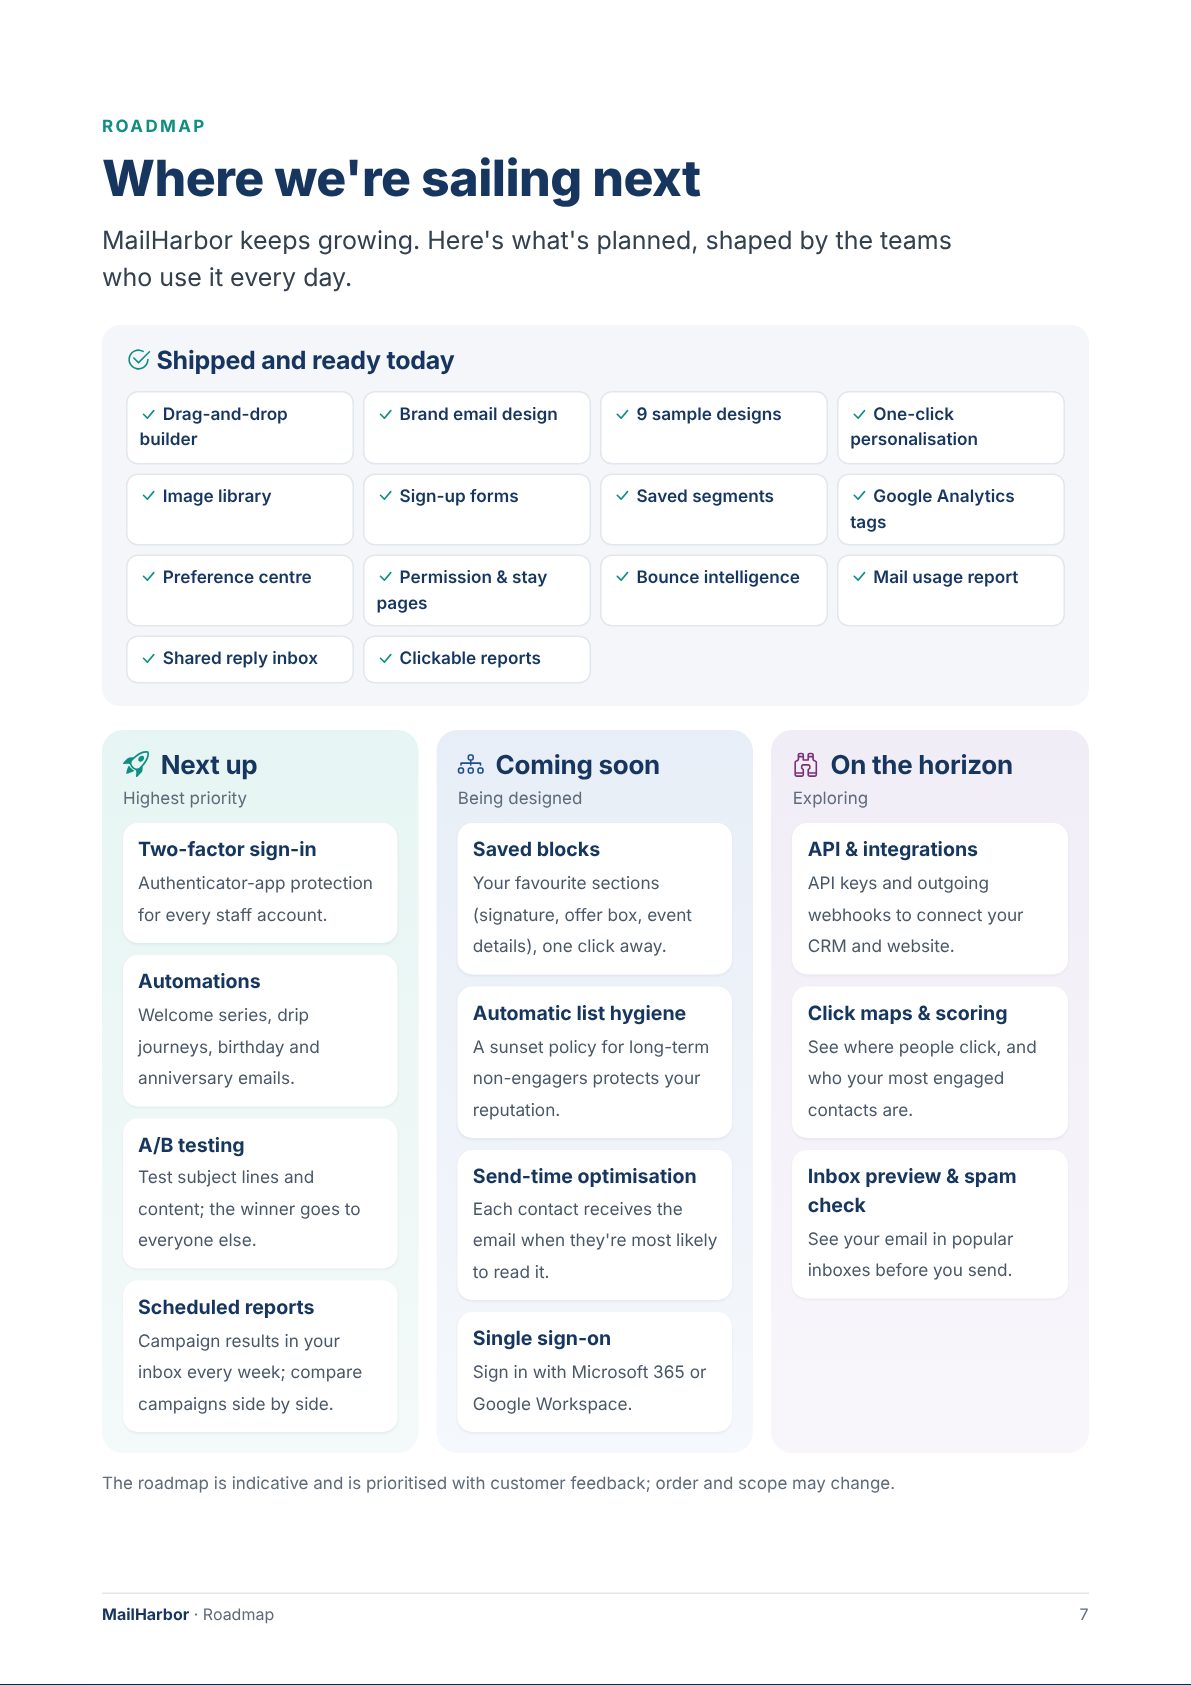 ROADMAP
Where we're sailing next
MailHarbor keeps growing. Here's what's planned, shaped by the teams
who use it every day.
Shipped and ready today
Drag-and-drop
builder
Brand email design
9 sample designs
One-click
personalisation
Image library
Sign-up forms
Saved segments
Google Analytics
tags
Preference centre
Permission & stay
pages
Bounce intelligence
Mail usage report
Shared reply inbox
Clickable reports
Next up
Highest priority
Two-factor sign-in
Authenticator-app protection
for every staff account.
Automations
Welcome series, drip
journeys, birthday and
anniversary emails.
A/B testing
Test subject lines and
content; the winner goes to
everyone else.
Scheduled reports
Campaign results in your
inbox every week; compare
campaigns side by side.
Coming soon
Being designed
Saved blocks
Your favourite sections
(signature, offer box, event
details), one click away.
Automatic list hygiene
A sunset policy for long-term
non-engagers protects your
reputation.
Send-time optimisation
Each contact receives the
email when they're most likely
to read it.
Single sign-on
Sign in with Microsoft 365 or
Google Workspace.
On the horizon
Exploring
API & integrations
API keys and outgoing
webhooks to connect your
CRM and website.
Click maps & scoring
See where people click, and
who your most engaged
contacts are.
Inbox preview & spam
check
See your email in popular
inboxes before you send.
The roadmap is indicative and is prioritised with customer feedback; order and scope may change.
MailHarbor · Roadmap
7